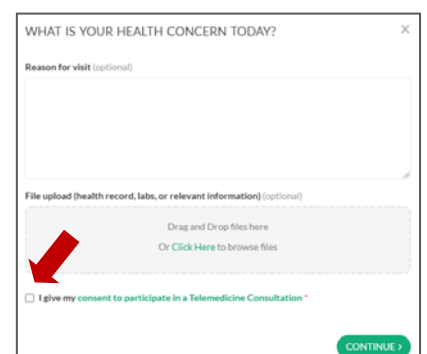 WHAT IS YOUR HEALTH CONCERN TODAY? ×
Reason for visit (optional)
File upload (health record, labs, or relevant information) (optional)
Drag and Drop files here
Or Click Here to browse files
I give my consent to participate in a Telemedicine Consultation *
CONTINUE >